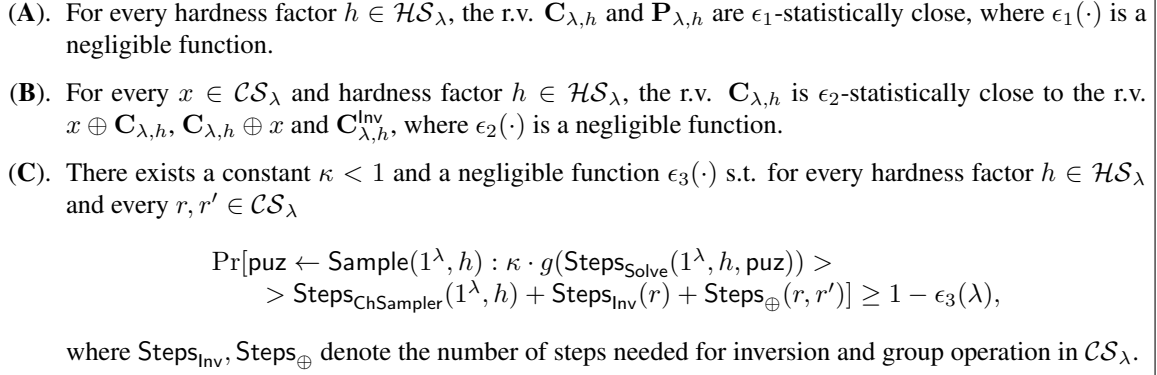 (A). For every hardness factor h ∈ 𝓗𝓢_λ, the r.v. C_{λ,h} and P_{λ,h} are ϵ₁-statistically close, where ϵ₁(·) is a
negligible function.
(B). For every x ∈ 𝓒𝓢_λ and hardness factor h ∈ 𝓗𝓢_λ, the r.v. C_{λ,h} is ϵ₂-statistically close to the r.v.
x ⊕ C_{λ,h}, C_{λ,h} ⊕ x and C^{Inv}_{λ,h}, where ϵ₂(·) is a negligible function.
(C). There exists a constant κ < 1 and a negligible function ϵ₃(·) s.t. for every hardness factor h ∈ 𝓗𝓢_λ
and every r, r′ ∈ 𝓒𝓢_λ
Pr[puz ← Sample(1^λ, h) : κ · g(Steps_{Solve}(1^λ, h, puz)) >
> Steps_{ChSampler}(1^λ, h) + Steps_{Inv}(r) + Steps_⊕(r, r′)] ≥ 1 − ϵ₃(λ),
where Steps_{Inv}, Steps_⊕ denote the number of steps needed for inversion and group operation in 𝓒𝓢_λ.